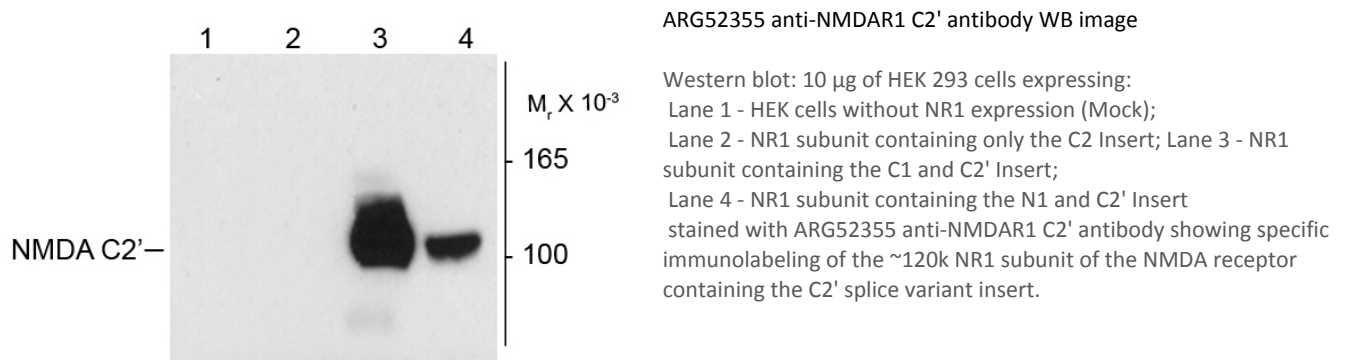 1 2 3 4
Mr X 10-3
165
NMDA C2'
100
ARG52355 anti-NMDAR1 C2' antibody WB image
Western blot: 10 µg of HEK 293 cells expressing:
Lane 1 - HEK cells without NR1 expression (Mock);
Lane 2 - NR1 subunit containing only the C2 Insert; Lane 3 - NR1
subunit containing the C1 and C2' Insert;
Lane 4 - NR1 subunit containing the N1 and C2' Insert
stained with ARG52355 anti-NMDAR1 C2' antibody showing specific
immunolabeling of the ~120k NR1 subunit of the NMDA receptor
containing the C2' splice variant insert.